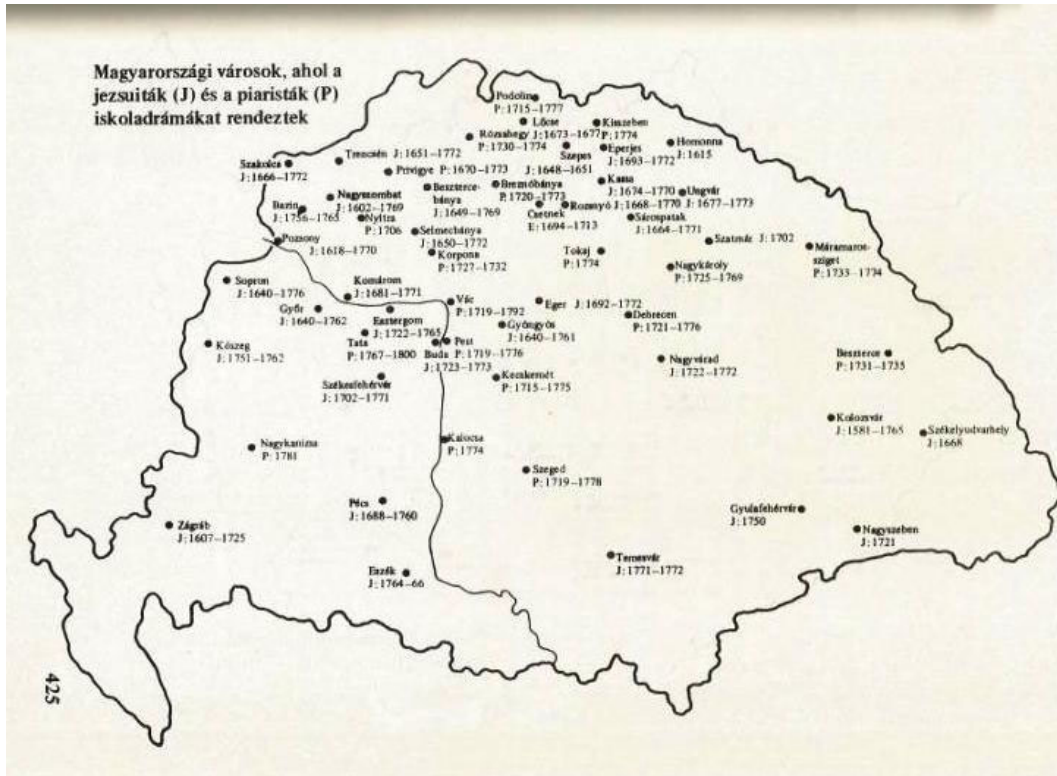 Magyarországi városok, ahol a
jezsuiták (J) és a piaristák (P)
iskoladrámákat rendeztek
Podolin
P: 1715–1777
Lőcse
J: 1673–1677
Kisszeben
P: 1774
Rózsahegy
P: 1730–1774
Szepes
J: 1648–1651
Eperjes
J: 1693–1772
Homonna
J: 1615
Szakolca
J: 1666–1772
Trencsén J: 1651–1772
Privigye P: 1670–1773
Kassa
J: 1674–1770
Ungvár
J: 1677–1773
Bazin
J: 1756–1765
Nagyszombat
J: 1602–1769
Nyitra
P: 1706
Beszterce-
bánya
J: 1649–1769
Breznóbánya
P: 1720–1773
Csetnek
E: 1694–1713
Rozsnyó J: 1668–1770
Sárospatak
J: 1664–1771
Pozsony
J: 1618–1770
Selmecbánya
J: 1650–1772
Korpona
P: 1727–1732
Tokaj
P: 1774
Szatmár J: 1702
Máramaros-
sziget
P: 1733–1774
Nagykároly
P: 1725–1769
Sopron
J: 1640–1776
Komárom
J: 1681–1771
Győr
J: 1640–1762
Esztergom
J: 1722–1765
Vác
P: 1719–1792
Eger J: 1692–1772
Debrecen
P: 1721–1776
Gyöngyös
J: 1640–1761
Kőszeg
J: 1751–1762
Tata
P: 1767–1800
Buda
J: 1723–1773
Pest
P: 1719–1776
Nagyvárad
J: 1722–1772
Beszterce
P: 1731–1735
Székesfehérvár
J: 1702–1771
Kecskemét
P: 1715–1775
Kolozsvár
J: 1581–1765
Székelyudvarhely
J: 1668
Nagykanizsa
P: 1781
Kalocsa
P: 1774
Szeged
P: 1719–1778
Pécs
J: 1688–1760
Gyulafehérvár
J: 1750
Nagyszeben
J: 1721
Zágráb
J: 1607–1725
Temesvár
J: 1771–1772
Eszék
J: 1764–66
425